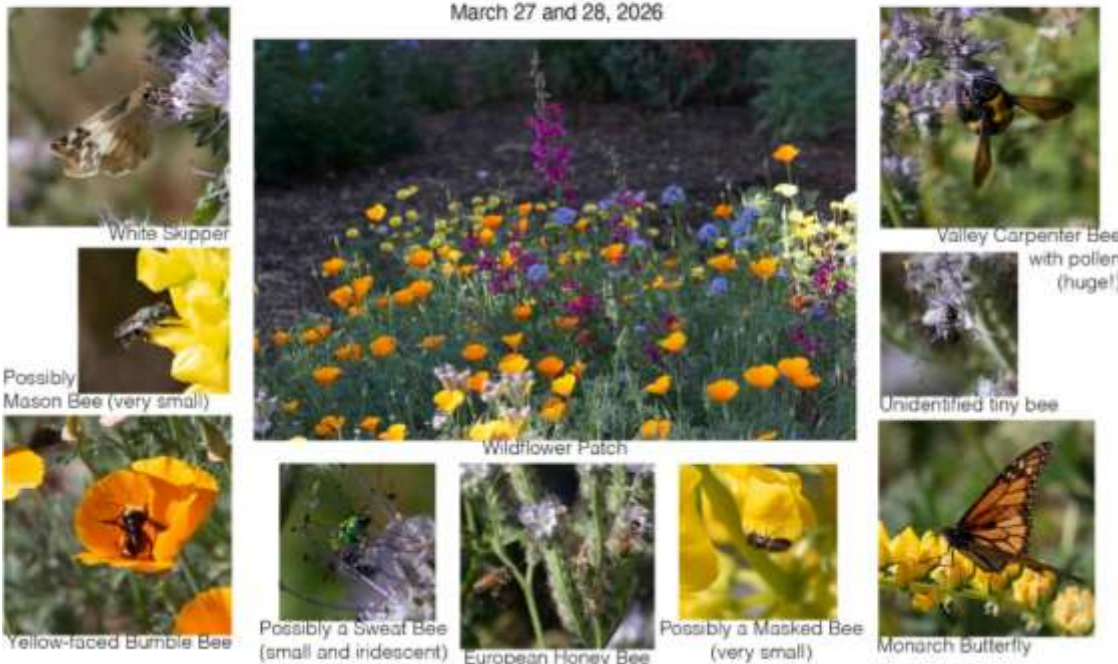 March 27 and 28, 2026
White Skipper
Valley Carpenter Bee
with pollen
(huge!)
Possibly
Mason Bee (very small)
Unidentified tiny bee
Wildflower Patch
Yellow-faced Bumble Bee
Possibly a Sweat Bee
(small and iridescent)
European Honey Bee
Possibly a Masked Bee
(very small)
Monarch Butterfly